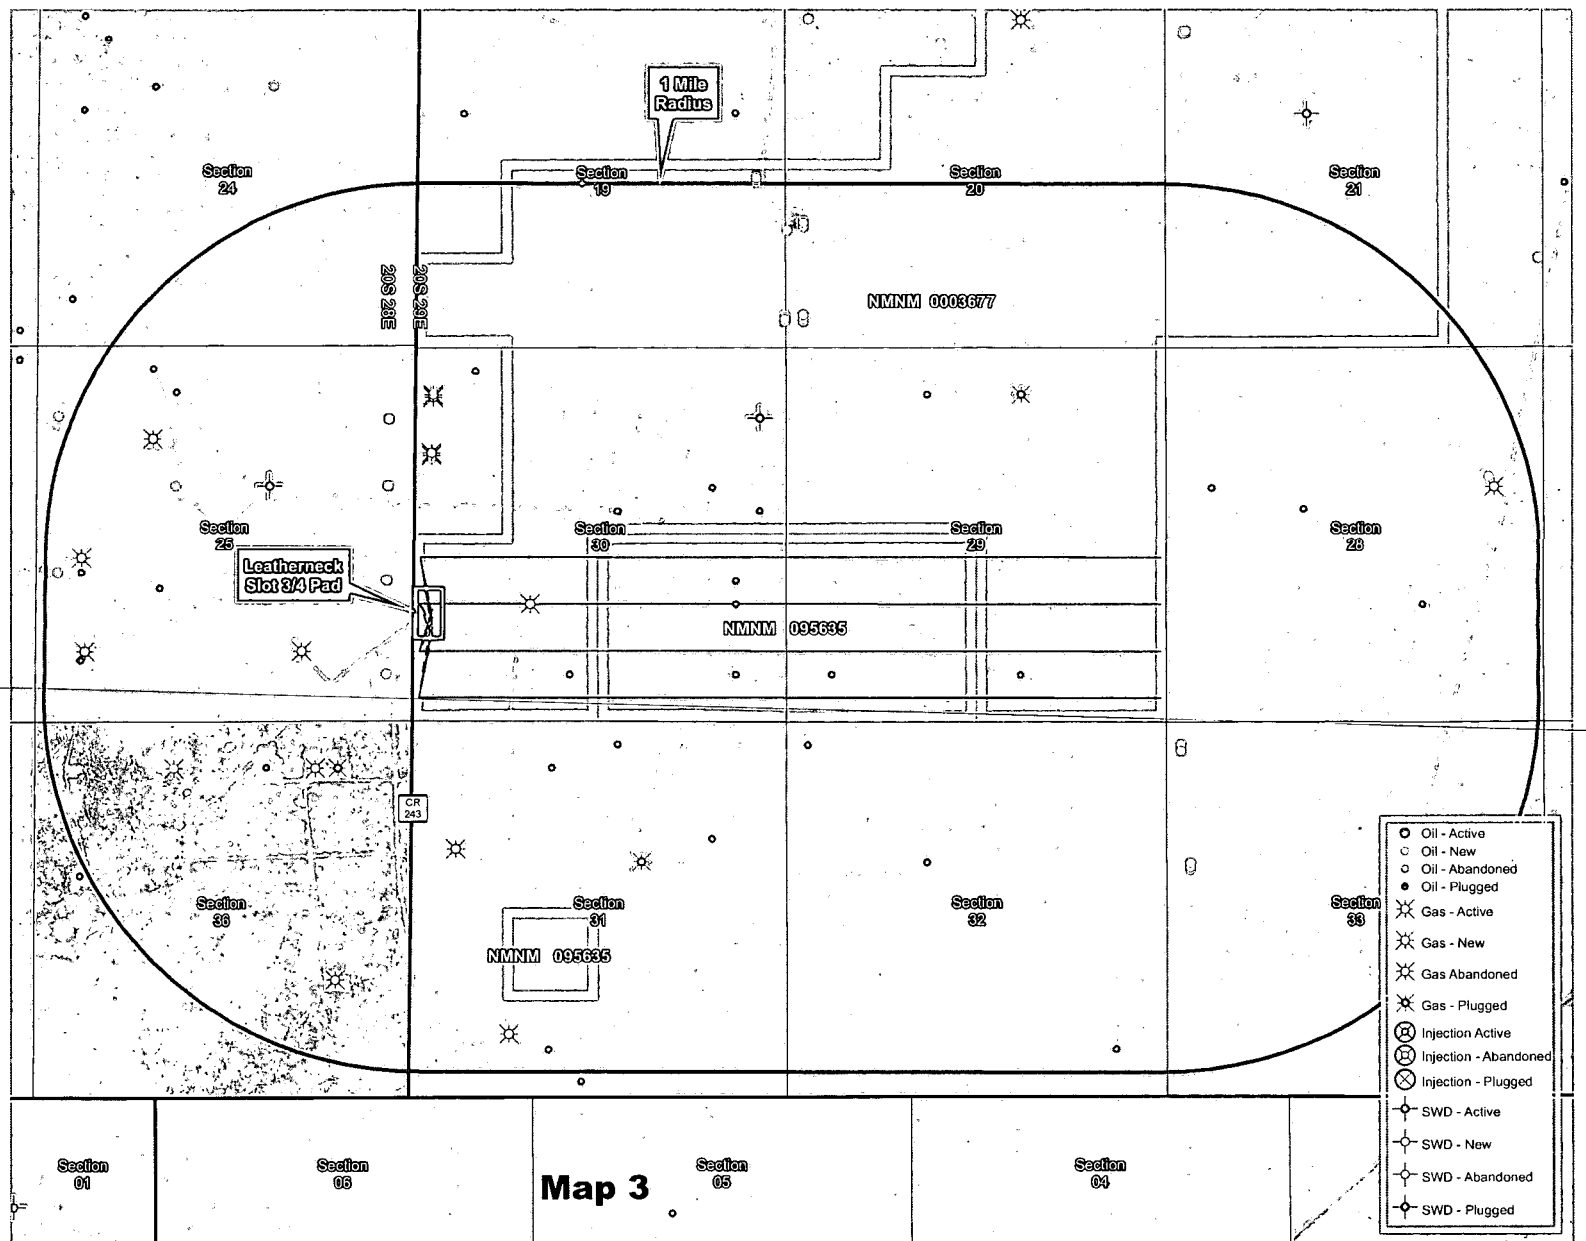 1 Mile
Radius
Section
24
Section
19
Section
20
Section
21
20S 28E
20S 29E
NMNM 0003677
Section
25
Section
30
Section
29
Section
28
Leatherneck
Slot 3/4 Pad
NMNM 095635
CR
243
Section
36
Section
31
Section
32
Section
33
NMNM 095635
Oil - Active
Oil - New
Oil - Abandoned
Oil - Plugged
Gas - Active
Gas - New
Gas Abandoned
Gas - Plugged
Injection Active
Injection - Abandoned
Injection - Plugged
SWD - Active
SWD - New
SWD - Abandoned
SWD - Plugged
Section
01
Section
06
Map 3
Section
05
Section
04